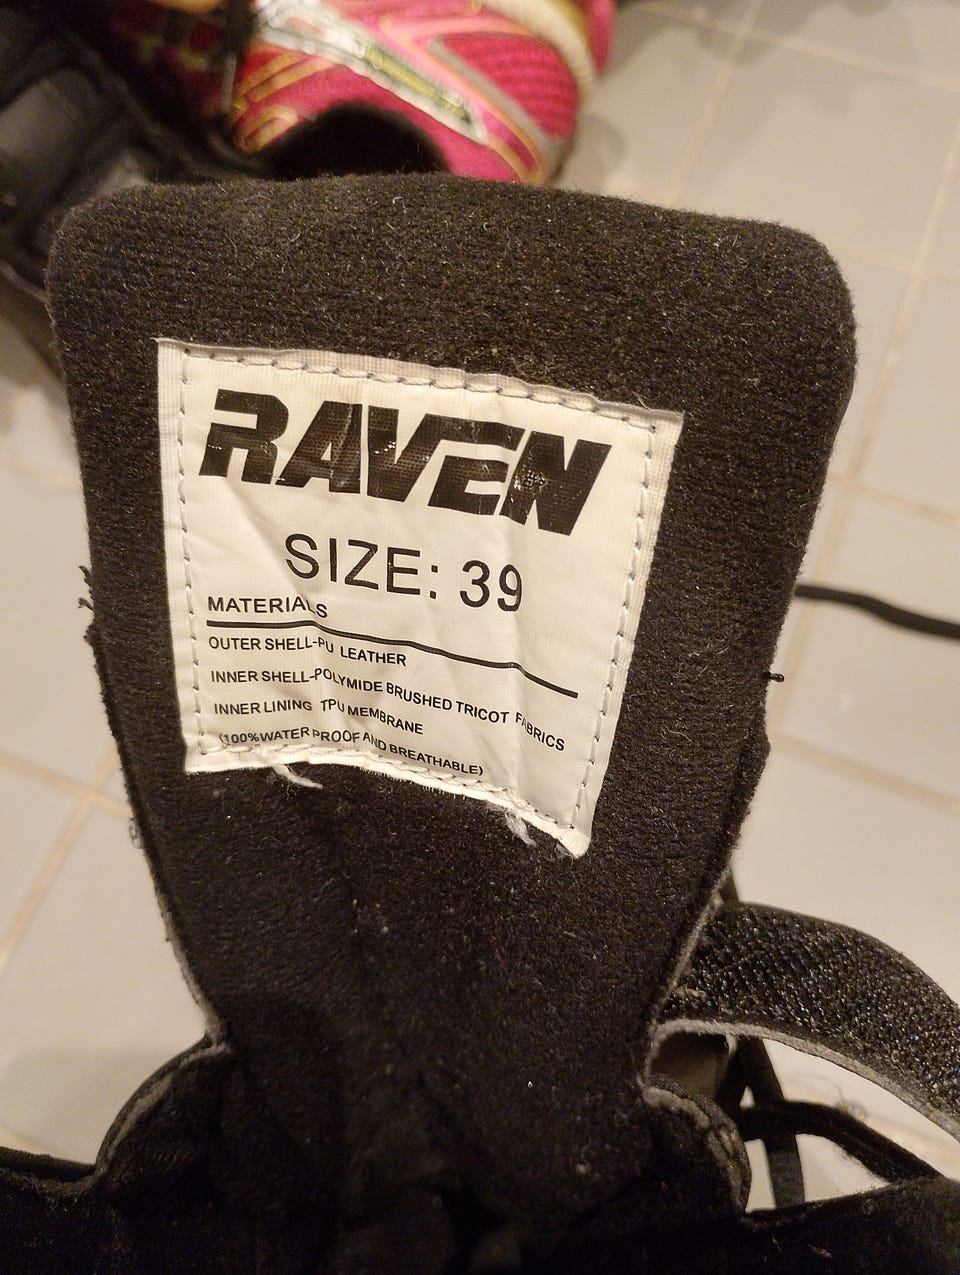 RAVEN
SIZE: 39
MATERIALS
OUTER SHELL-PU LEATHER
INNER SHELL-POLYMIDE BRUSHED TRICOT FABRICS
INNER LINING TPU MEMBRANE
(100%WATER PROOF AND BREATHABLE)